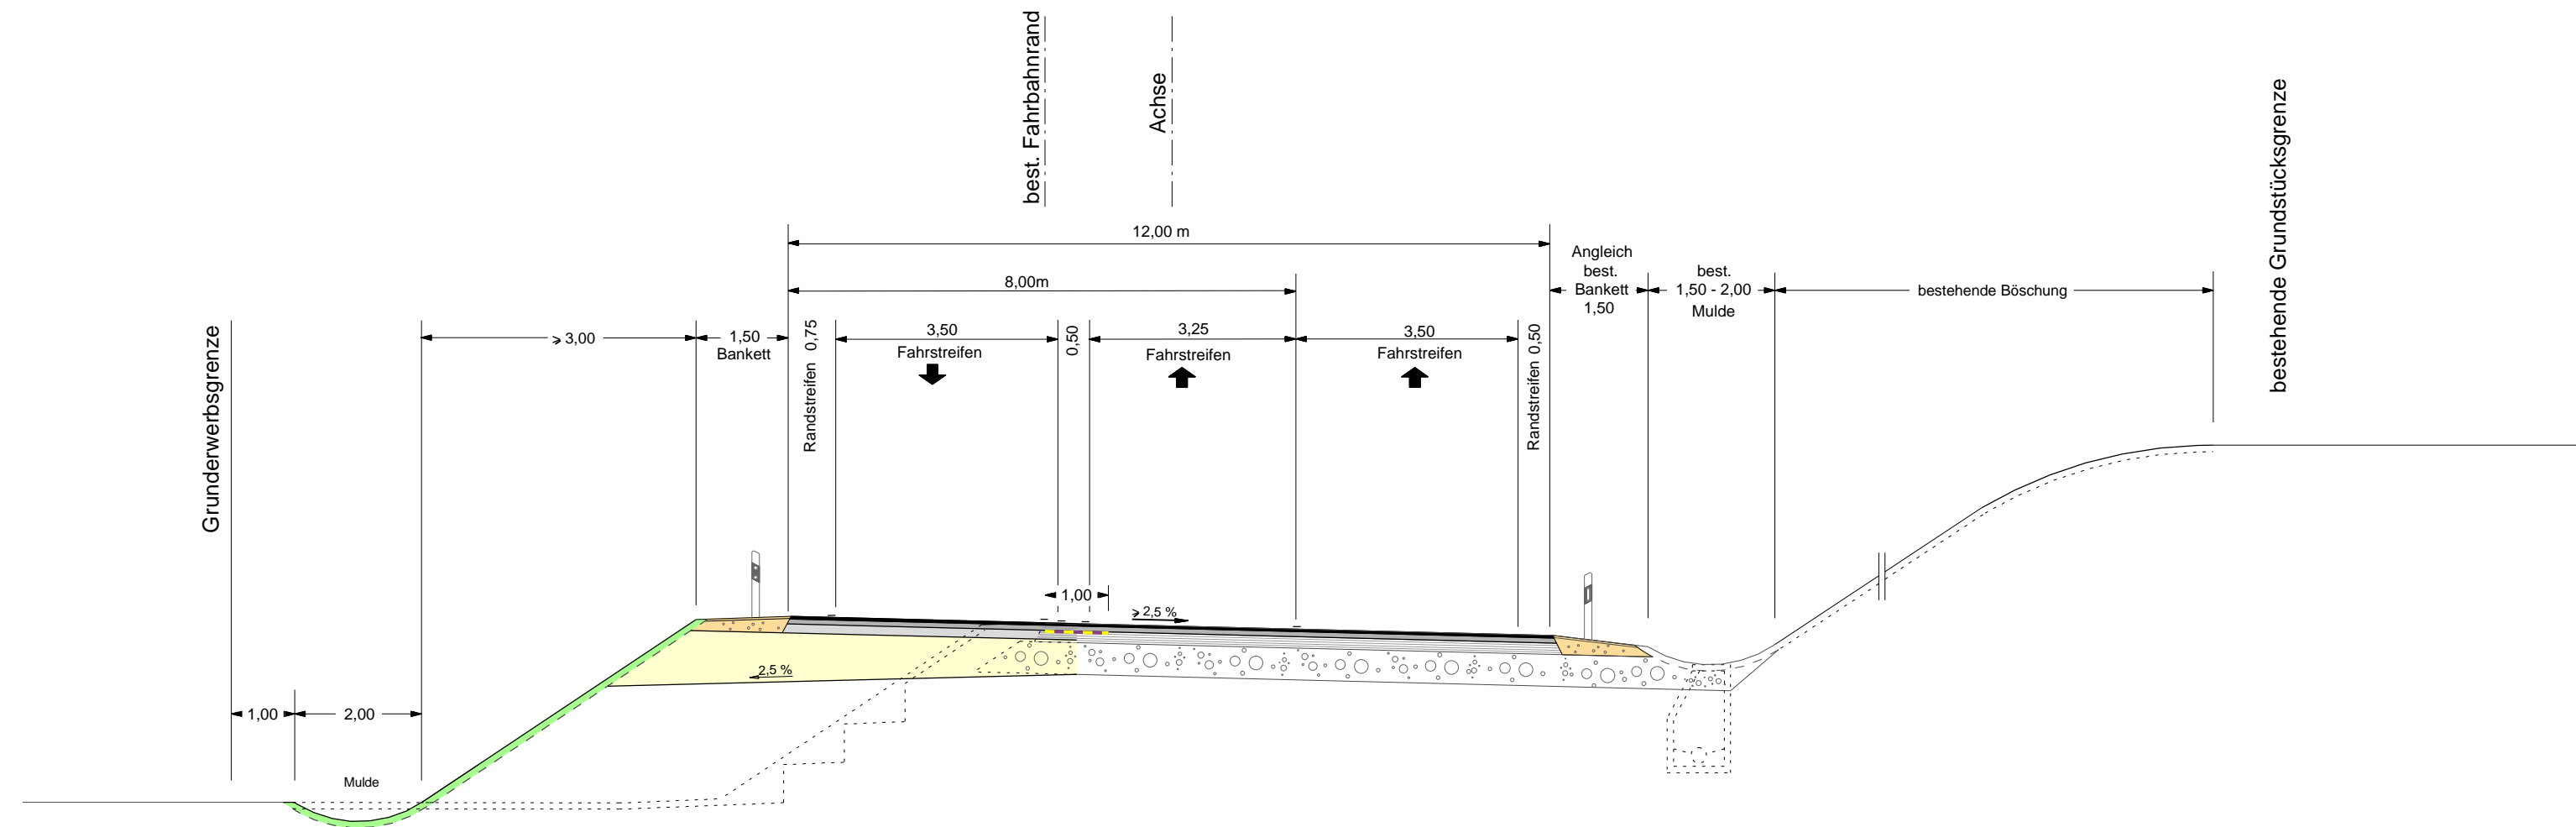 best. Fahrbahnrand
Achse
bestehende Grundstücksgrenze
12,00 m
Angleich
best.
Bankett
1,50
best.
1,50 - 2,00
Mulde
bestehende Böschung
8,00m
Grunderwerbsgrenze
⩾ 3,00
1,50
Bankett
Randstreifen 0,75
3,50
Fahrstreifen
0,50
3,25
Fahrstreifen
3,50
Fahrstreifen
Randstreifen 0,50
1,00
⩾ 2,5 %
2,5 %
1,00
2,00
Mulde